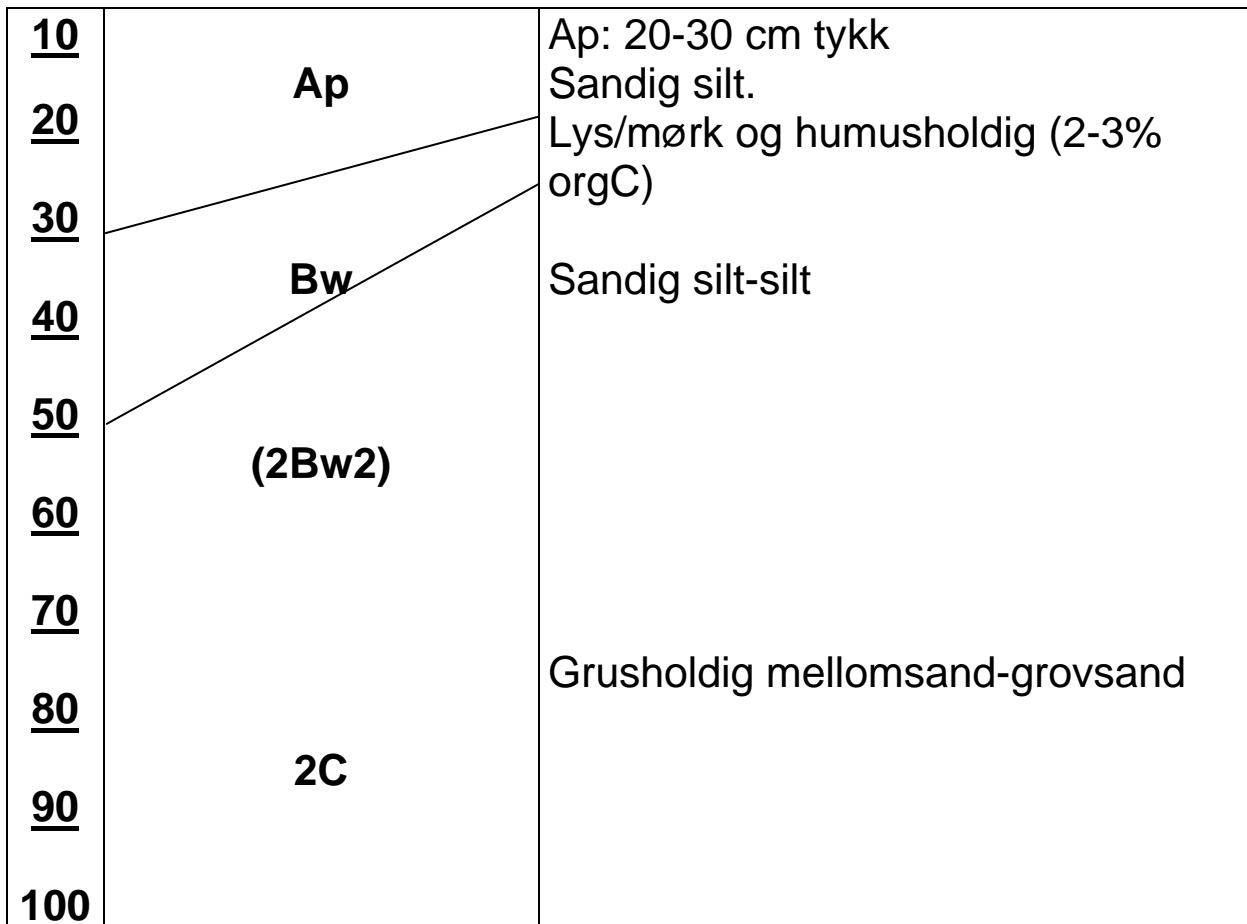 10
Ap
20
30
Bw
40
50
(2Bw2)
60
70
80
2C
90
100
Ap: 20-30 cm tykk
Sandig silt.
Lys/mørk og humusholdig (2-3%
orgC)
Sandig silt-silt
Grusholdig mellomsand-grovsand